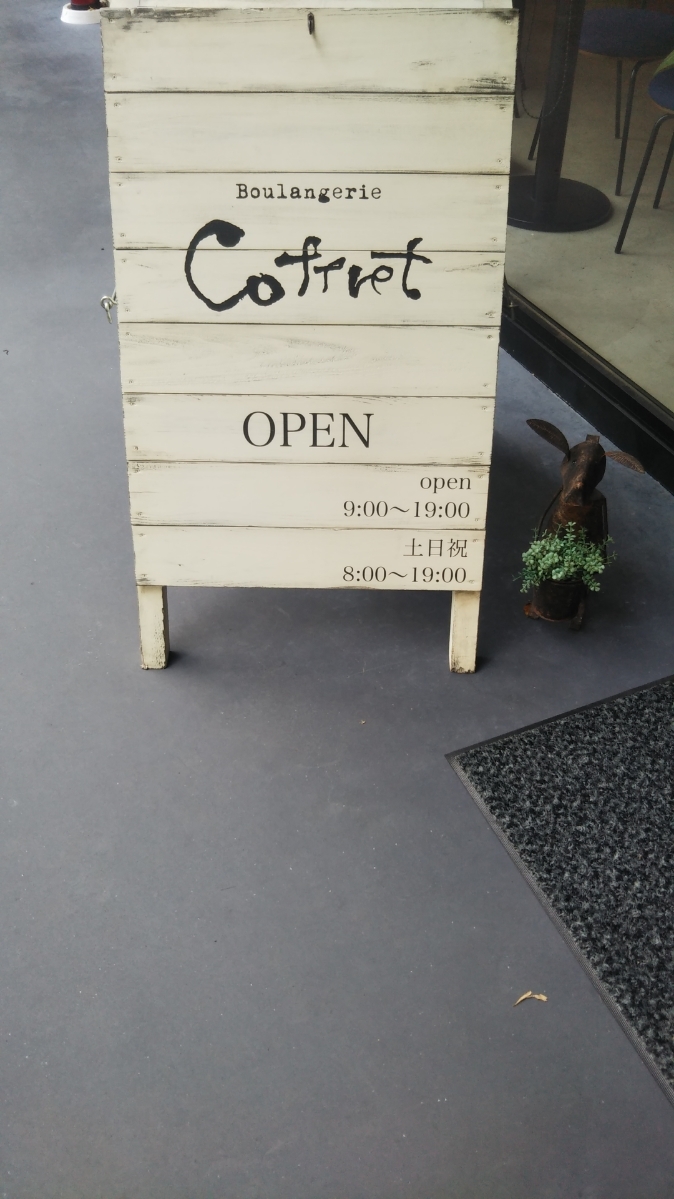 Boulangerie
Coffret
OPEN
open
9:00～19:00
土日祝
8:00～19:00